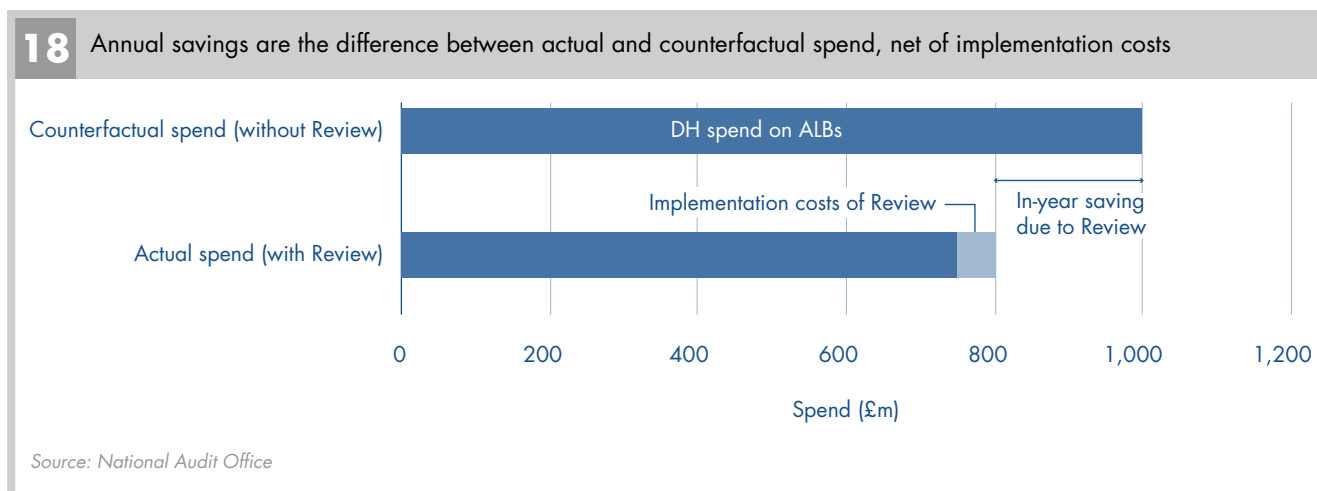 18 Annual savings are the difference between actual and counterfactual spend, net of implementation costs
Counterfactual spend (without Review)
DH spend on ALBs
Implementation costs of Review
In-year saving
due to Review
Actual spend (with Review)
0 200 400 600 800 1,000 1,200
Spend (£m)
Source: National Audit Office